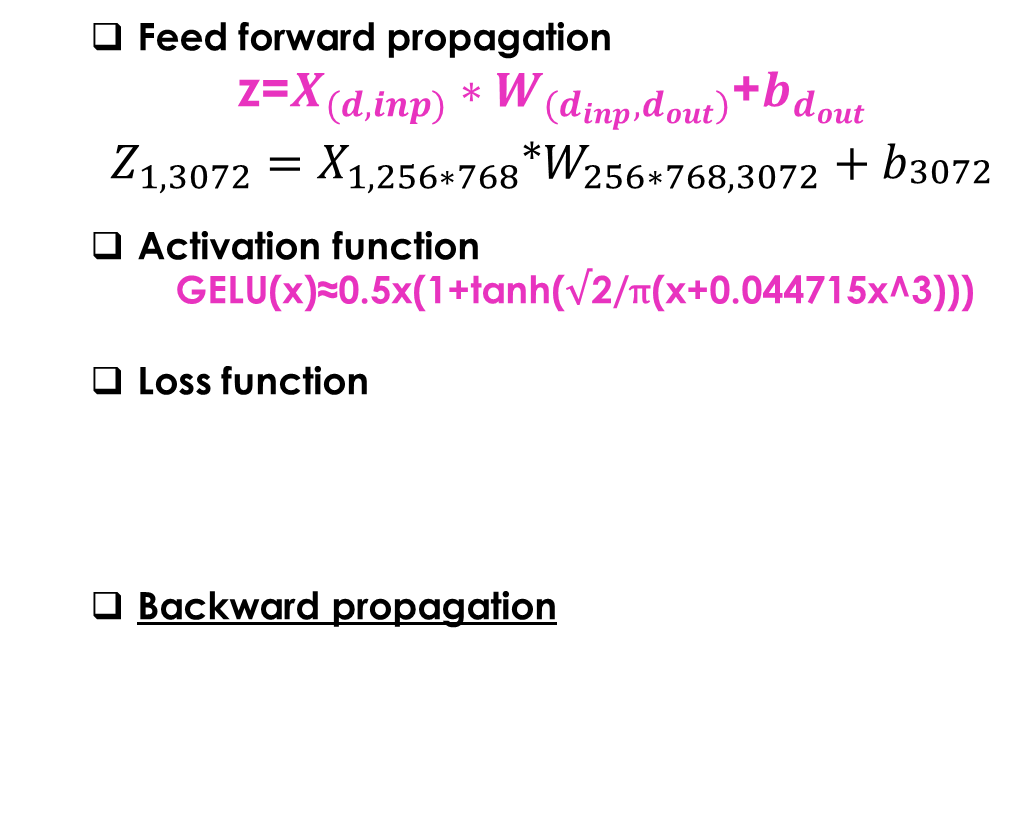 ❑ Feed forward propagation
z=X(d,inp) * W(dinp,dout)+bdout
Z1,3072 = X1,256*768*W256*768,3072 + b3072
❑ Activation function
GELU(x)≈0.5x(1+tanh(√2/π(x+0.044715x^3)))
❑ Loss function
❑ Backward propagation